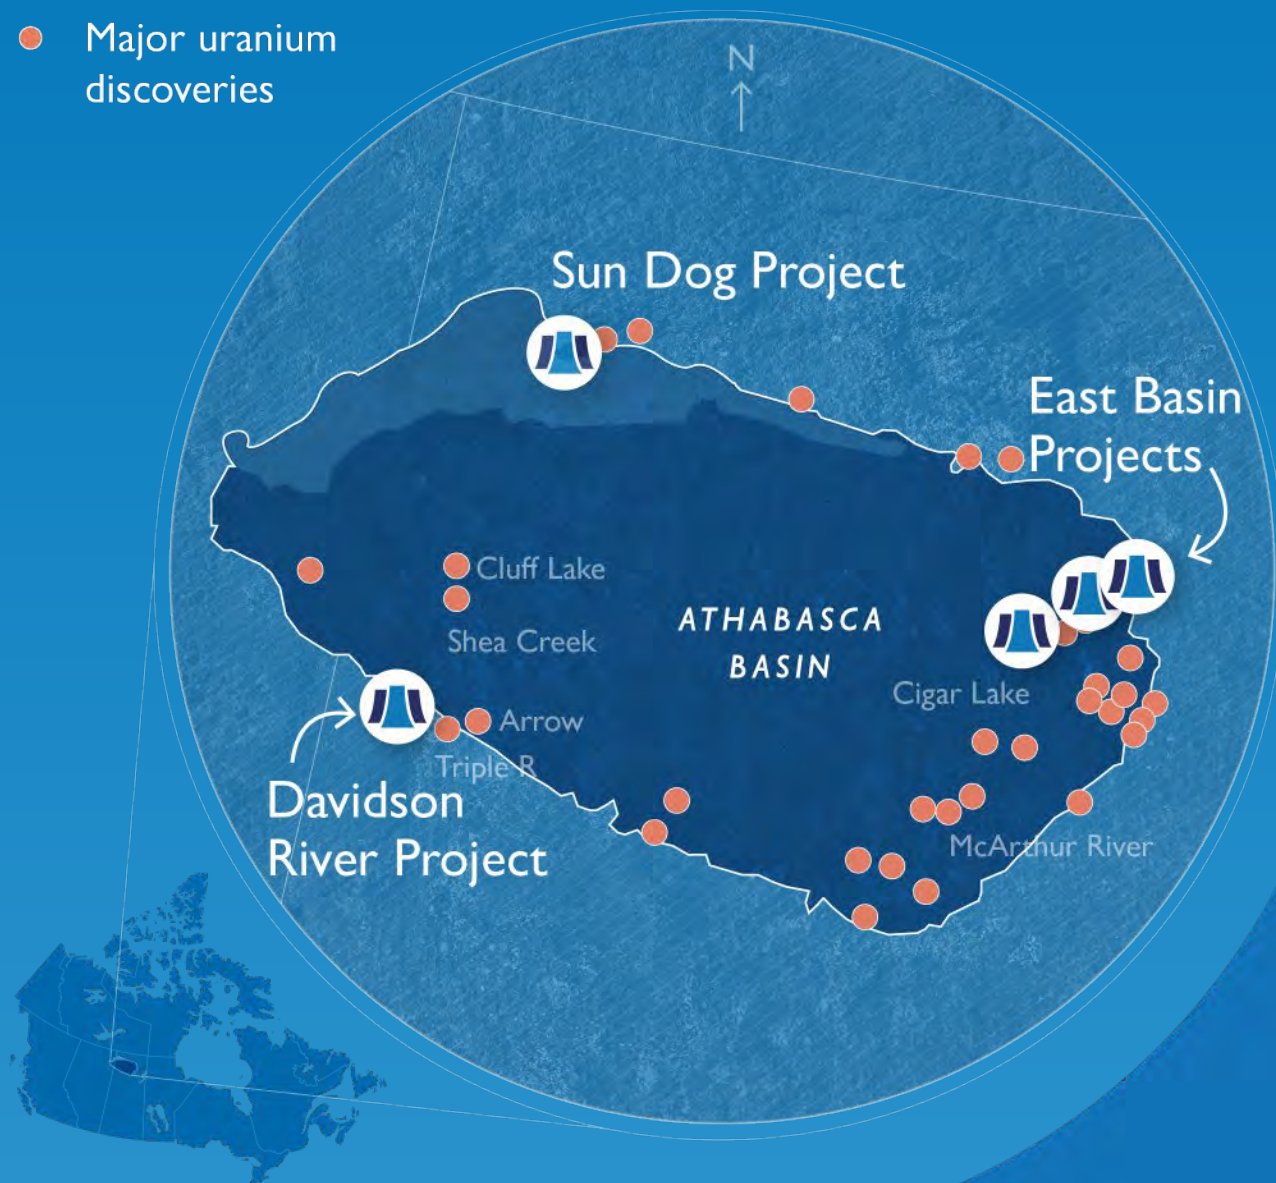 Major uranium
discoveries
N
Sun Dog Project
East Basin
Projects
Cluff Lake
Shea Creek
ATHABASCA
BASIN
Cigar Lake
Arrow
Triple R
Davidson
River Project
McArthur River